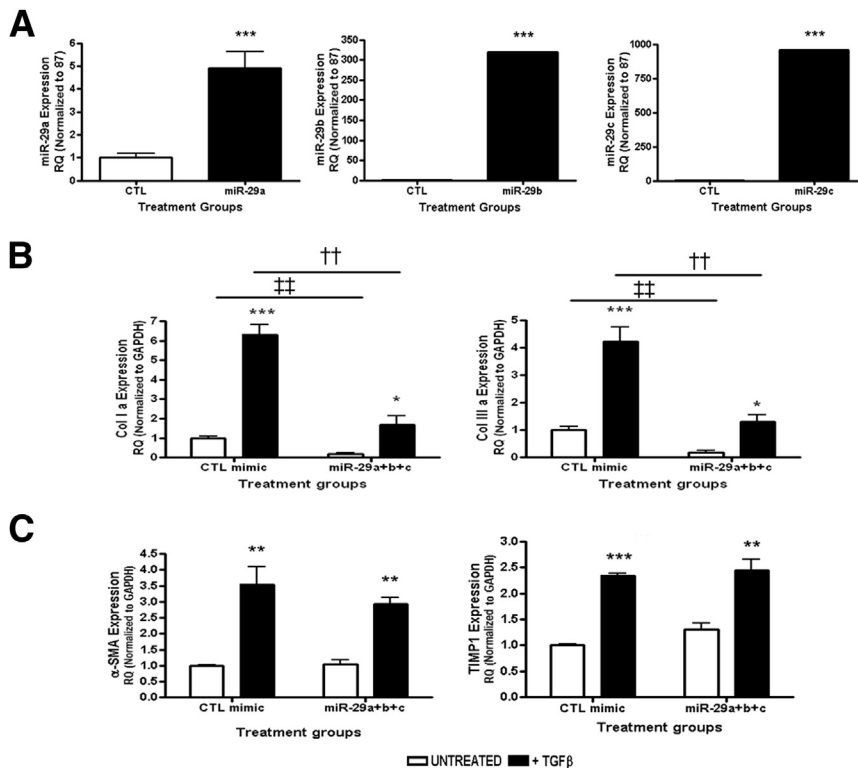 A
miR-29a Expression
RQ (Normalized to 87)
6
5
4
3
2
1
0
***
CTL
miR-29a
Treatment Groups
miR-29b Expression
RQ (Normalized to 87)
350
300
250
200
150
100
50
0
***
CTL
miR-29b
Treatment Groups
miR-29c Expression
RQ (Normalized to 87)
1000
750
500
250
0
***
CTL
miR-29c
Treatment Groups
B
††
‡‡
Col I a Expression
RQ (Normalized to GAPDH)
7
6
5
4
3
2
1
0
***
*
CTL mimic
miR-29a+b+c
Treatment groups
††
‡‡
Col III a Expression
RQ (Normalized to GAPDH)
5
4
3
2
1
0
***
*
CTL mimic
miR-29a+b+c
Treatment groups
C
α-SMA Expression
RQ (Normalized to GAPDH)
4.5
4.0
3.5
3.0
2.5
2.0
1.5
1.0
0.5
0.0
**
**
CTL mimic
miR-29a+b+c
Treatment groups
TIMP1 Expression
RQ (Normalized to GAPDH)
3.0
2.5
2.0
1.5
1.0
0.5
0.0
***
**
CTL mimic
miR-29a+b+c
Treatment groups
UNTREATED
+ TGFβ